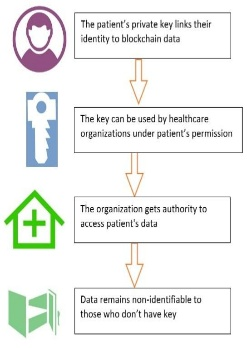 The patient's private key links their
identity to blockchain data
The key can be used by healthcare
organizations under patient's permission
The organization gets authority to
access patient's data
Data remains non-identifiable to
those who don't have key